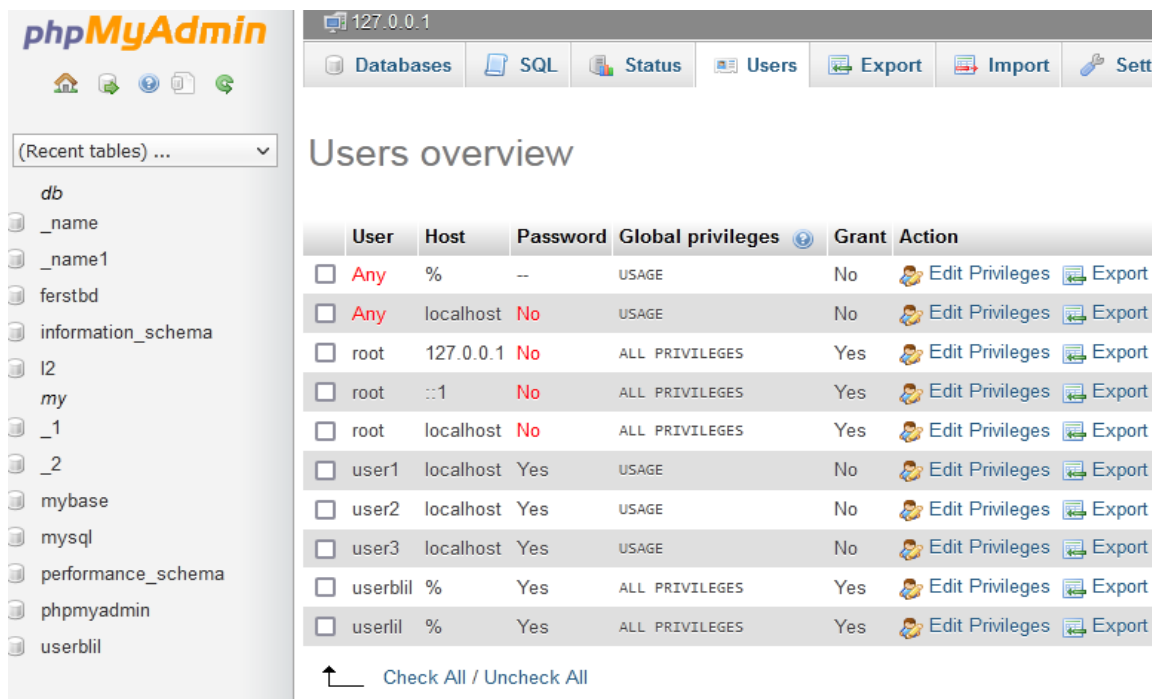 phpMyAdmin
(Recent tables) ...
db
_name
_name1
ferstbd
information_schema
l2
my
_1
_2
mybase
mysql
performance_schema
phpmyadmin
userblil
127.0.0.1
Databases SQL Status Users Export Import Sett
Users overview
User Host Password Global privileges Grant Action
Any % -- USAGE No Edit Privileges Export
Any localhost No USAGE No Edit Privileges Export
root 127.0.0.1 No ALL PRIVILEGES Yes Edit Privileges Export
root ::1 No ALL PRIVILEGES Yes Edit Privileges Export
root localhost No ALL PRIVILEGES Yes Edit Privileges Export
user1 localhost Yes USAGE No Edit Privileges Export
user2 localhost Yes USAGE No Edit Privileges Export
user3 localhost Yes USAGE No Edit Privileges Export
userblil % Yes ALL PRIVILEGES Yes Edit Privileges Export
userlil % Yes ALL PRIVILEGES Yes Edit Privileges Export
Check All / Uncheck All